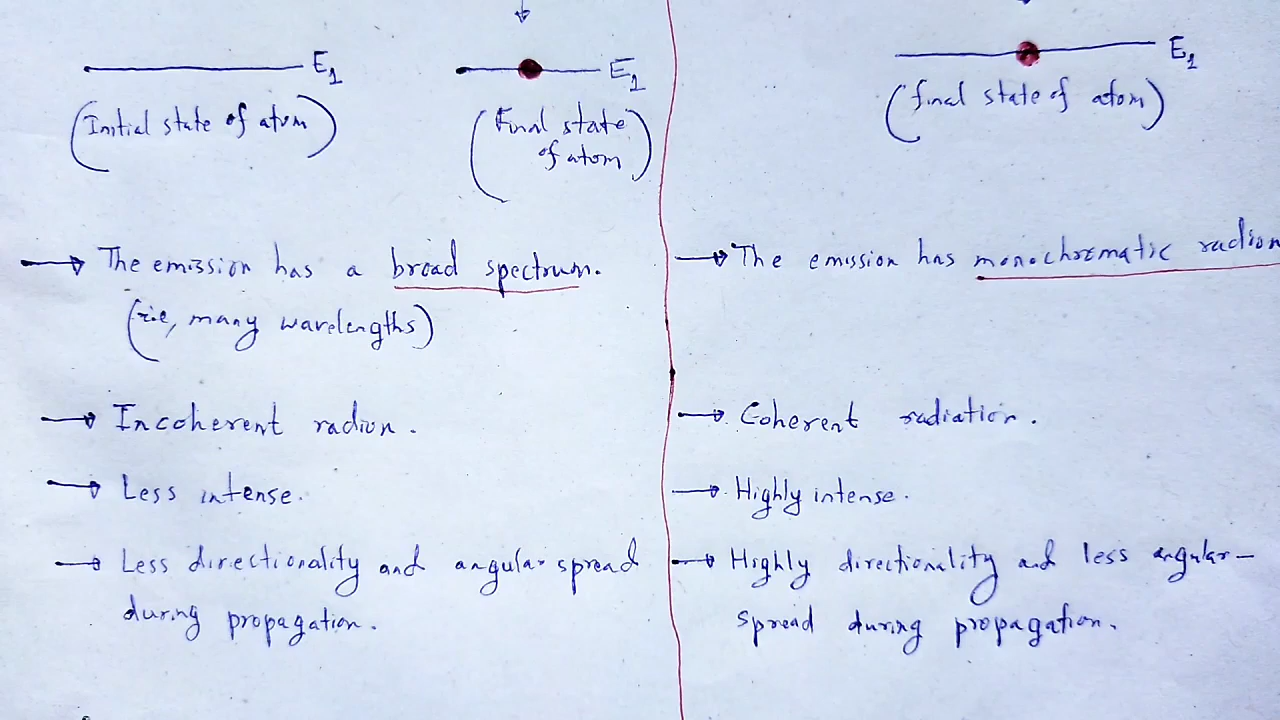 E1
(Initial state of atom)
E1
(Final state
of atom)
The emission has a broad spectrum.
(i.e, many wavelengths)
Incoherent radion.
Less intense.
Less directionality and angular spread
during propagation.
E1
(final state of atom)
The emission has monochromatic radion
Coherent radiation.
Highly intense.
Highly directionality and less angular-
spread during propagation.